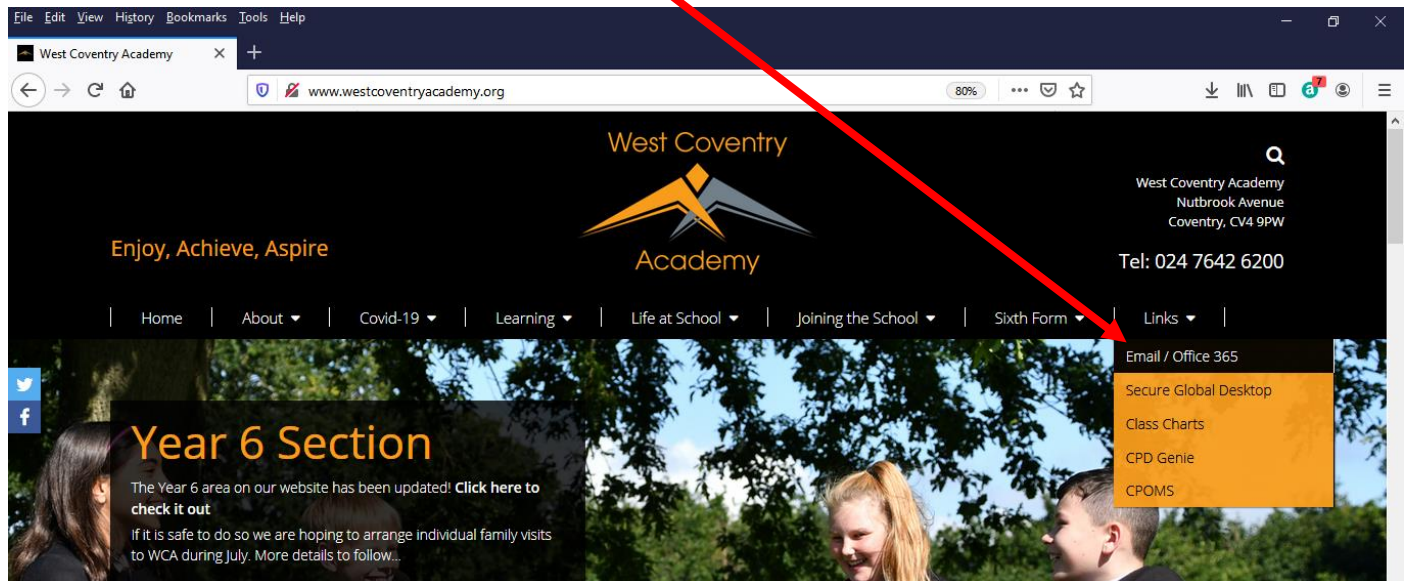 File Edit View History Bookmarks Tools Help
West Coventry Academy
www.westcoventryacademy.org 80% 7
West Coventry
Academy
Enjoy, Achieve, Aspire
West Coventry Academy
Nutbrook Avenue
Coventry, CV4 9PW
Tel: 024 7642 6200
Home About Covid-19 Learning Life at School Joining the School Sixth Form Links
Email / Office 365
Secure Global Desktop
Class Charts
CPD Genie
CPOMS
Year 6 Section
The Year 6 area on our website has been updated! Click here to
check it out
If it is safe to do so we are hoping to arrange individual family visits
to WCA during July. More details to follow...